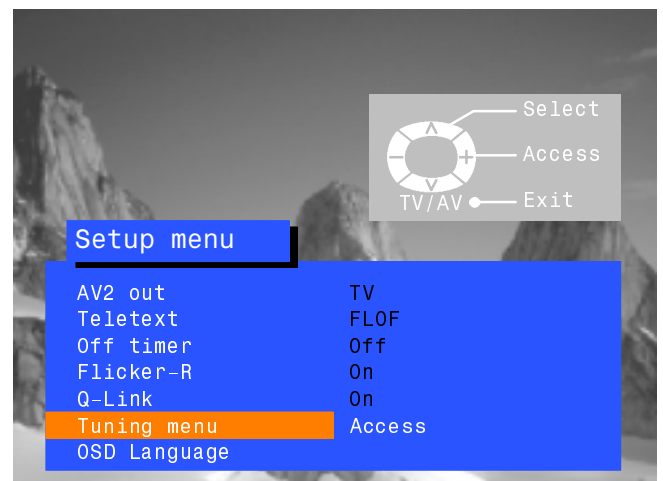 Select
Access
TV/AV Exit
Setup menu
AV2 out TV
Teletext FLOF
Off timer Off
Flicker-R On
Q-Link On
Tuning menu Access
OSD Language